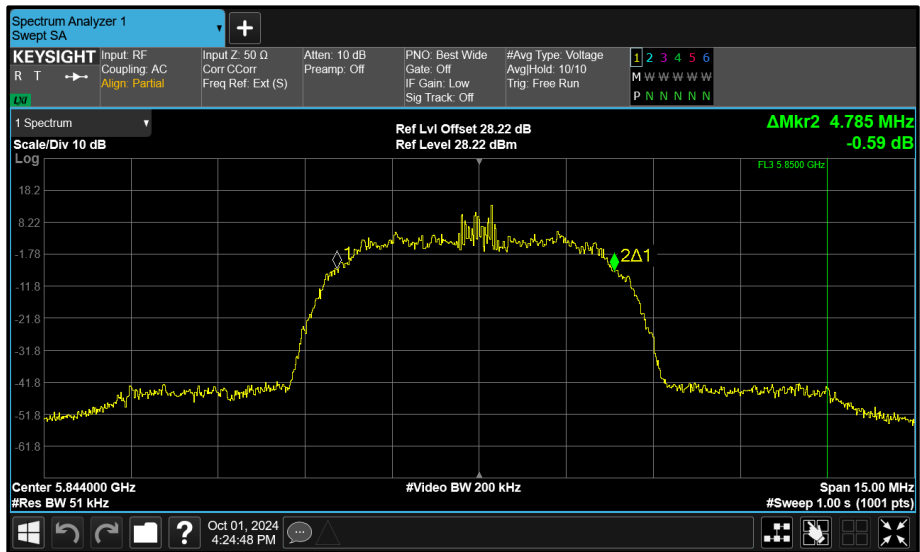 Spectrum Analyzer 1
Swept SA
KEYSIGHT
R T
LXI
Input: RF
Coupling: AC
Align: Partial
Input Z: 50 Ω
Corr CCorr
Freq Ref: Ext (S)
Atten: 10 dB
Preamp: Off
PNO: Best Wide
Gate: Off
IF Gain: Low
Sig Track: Off
#Avg Type: Voltage
Avg|Hold: 10/10
Trig: Free Run
1 2 3 4 5 6
M W W W W W
P N N N N N
1 Spectrum
Scale/Div 10 dB
Log
Ref Lvl Offset 28.22 dB
Ref Level 28.22 dBm
ΔMkr2 4.785 MHz
-0.59 dB
FL3 5.8500 GHz
18.2
8.22
-1.78
-11.8
-21.8
-31.8
-41.8
-51.8
-61.8
1
2Δ1
Center 5.844000 GHz
#Res BW 51 kHz
#Video BW 200 kHz
Span 15.00 MHz
#Sweep 1.00 s (1001 pts)
?
Oct 01, 2024
4:24:48 PM